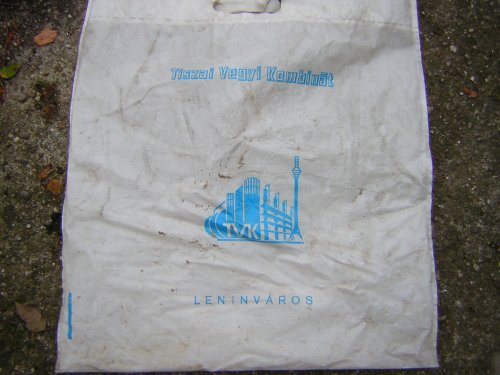 Tiszai Vegyi Kombinát
TVK
LENINVÁROS